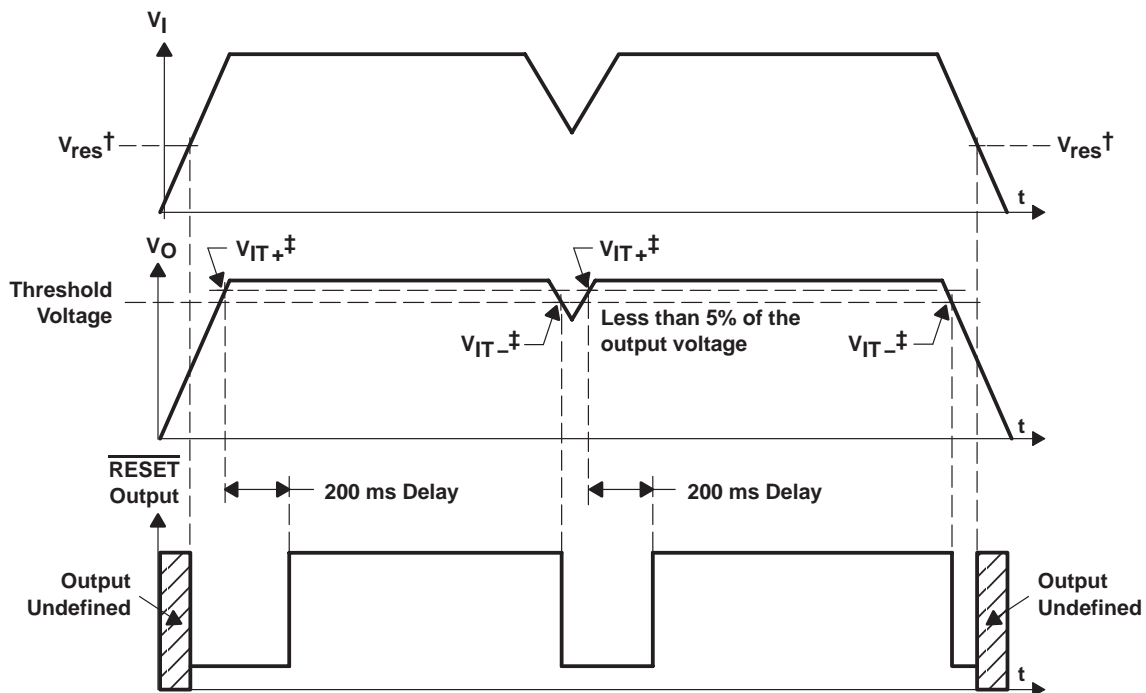 VI
Vres†
Vres†
t
VO
VIT+‡
VIT+‡
Threshold
Voltage
Less than 5% of the
output voltage
VIT–‡
VIT–‡
t
RESET
Output
200 ms Delay
200 ms Delay
Output
Undefined
Output
Undefined
t